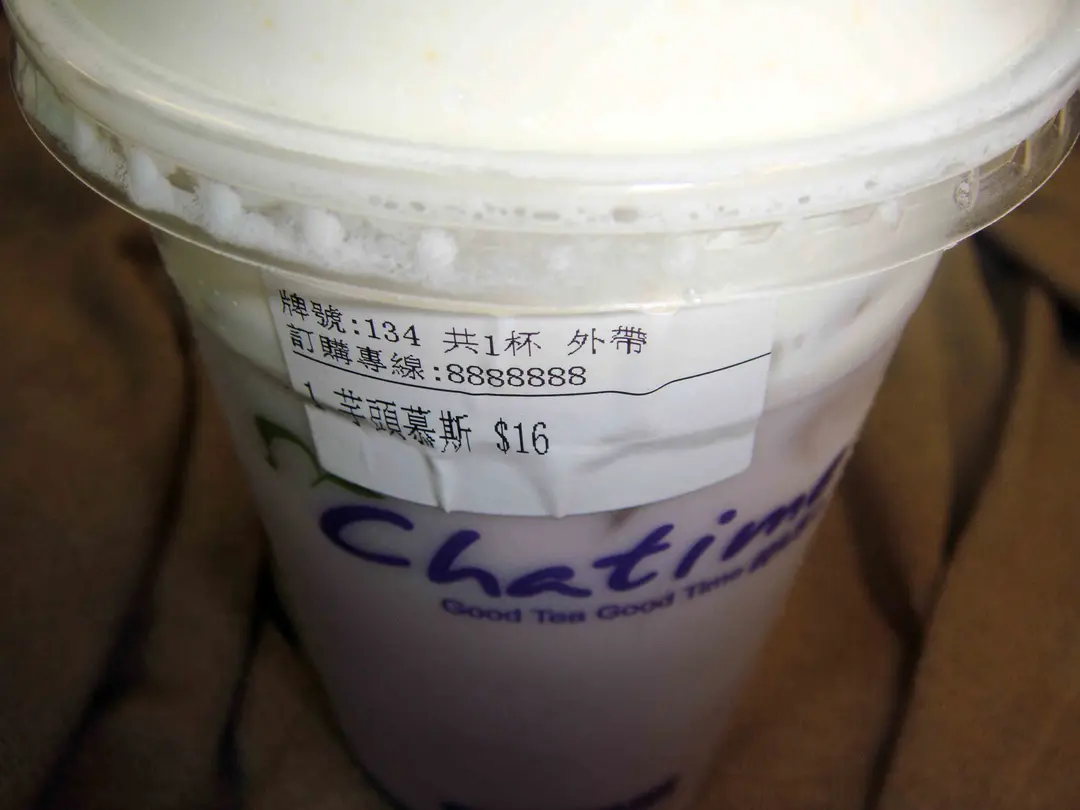 牌號:134 共1杯 外帶
訂購專線:8888888
1 芋頭慕斯 $16
Chatime
Good Tea Good Time